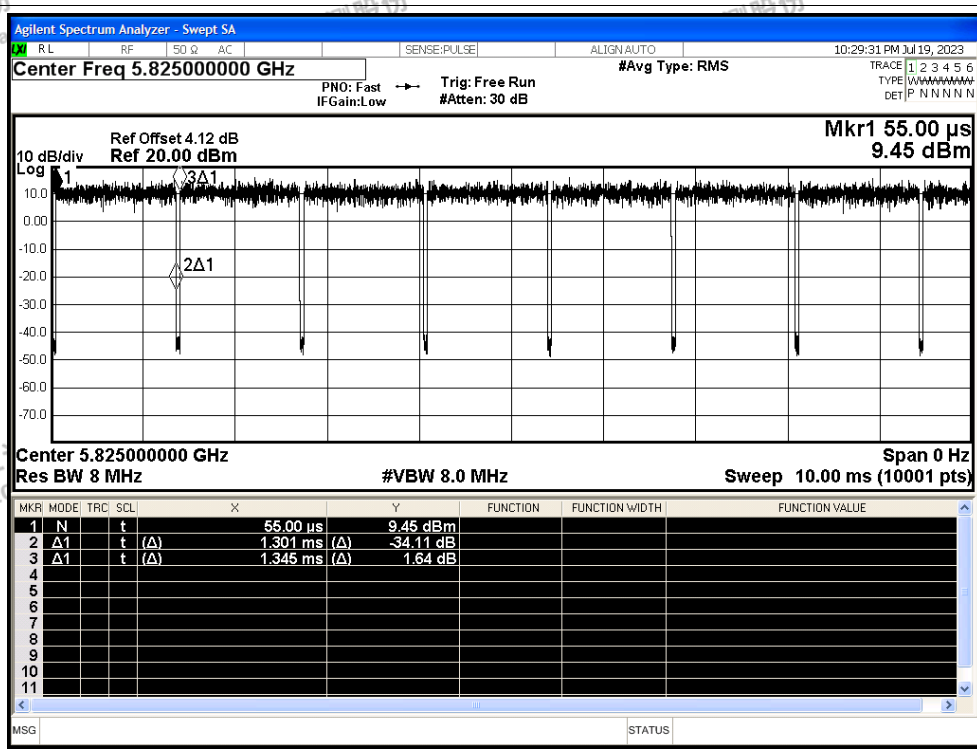 Agilent Spectrum Analyzer - Swept SA
LXI RL RF 50 Ω AC SENSE:PULSE ALIGN AUTO 10:29:31 PM Jul 19, 2023
Center Freq 5.825000000 GHz #Avg Type: RMS TRACE 1 2 3 4 5 6
PNO: Fast Trig: Free Run TYPE
IFGain:Low #Atten: 30 dB DET P N N N N N
Mkr1 55.00 µs
Ref Offset 4.12 dB
10 dB/div Ref 20.00 dBm 9.45 dBm
Log
1
3Δ1
10.0
0.00
-10.0
2Δ1
-20.0
-30.0
-40.0
-50.0
-60.0
-70.0
Center 5.825000000 GHz Span 0 Hz
Res BW 8 MHz #VBW 8.0 MHz Sweep 10.00 ms (10001 pts)
MKR MODE TRC SCL X Y FUNCTION FUNCTION WIDTH FUNCTION VALUE
1 N t 55.00 µs 9.45 dBm
2 Δ1 t (Δ) 1.301 ms (Δ) -34.11 dB
3 Δ1 t (Δ) 1.345 ms (Δ) 1.64 dB
4
5
6
7
8
9
10
11
MSG STATUS